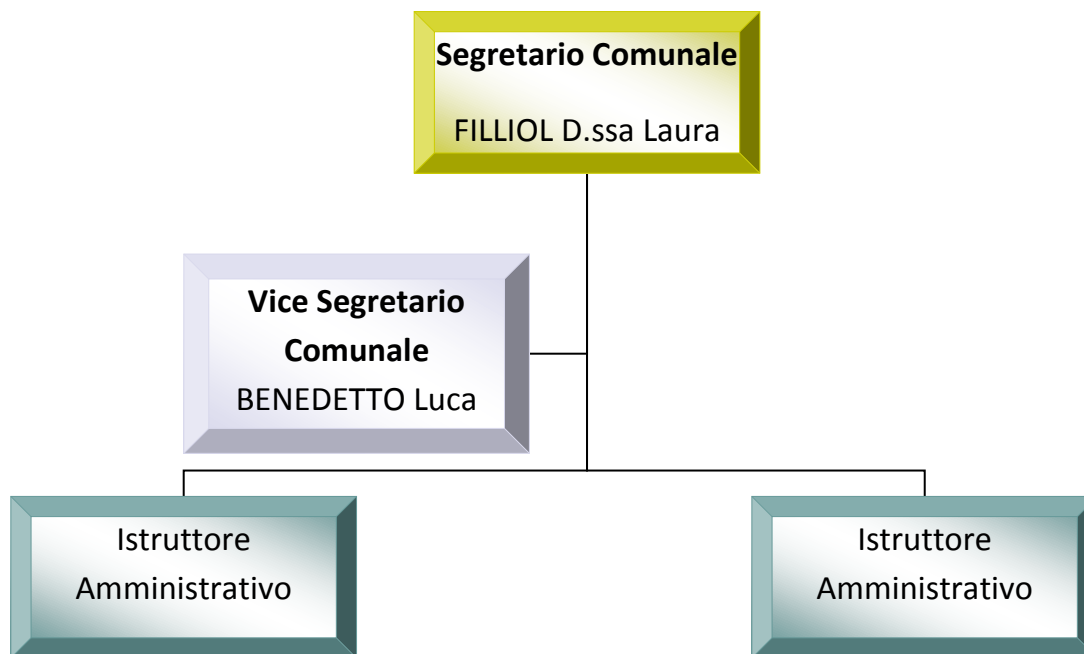 Segretario Comunale
FILLIOL D.ssa Laura
Vice Segretario
Comunale
BENEDETTO Luca
Istruttore
Amministrativo
Istruttore
Amministrativo